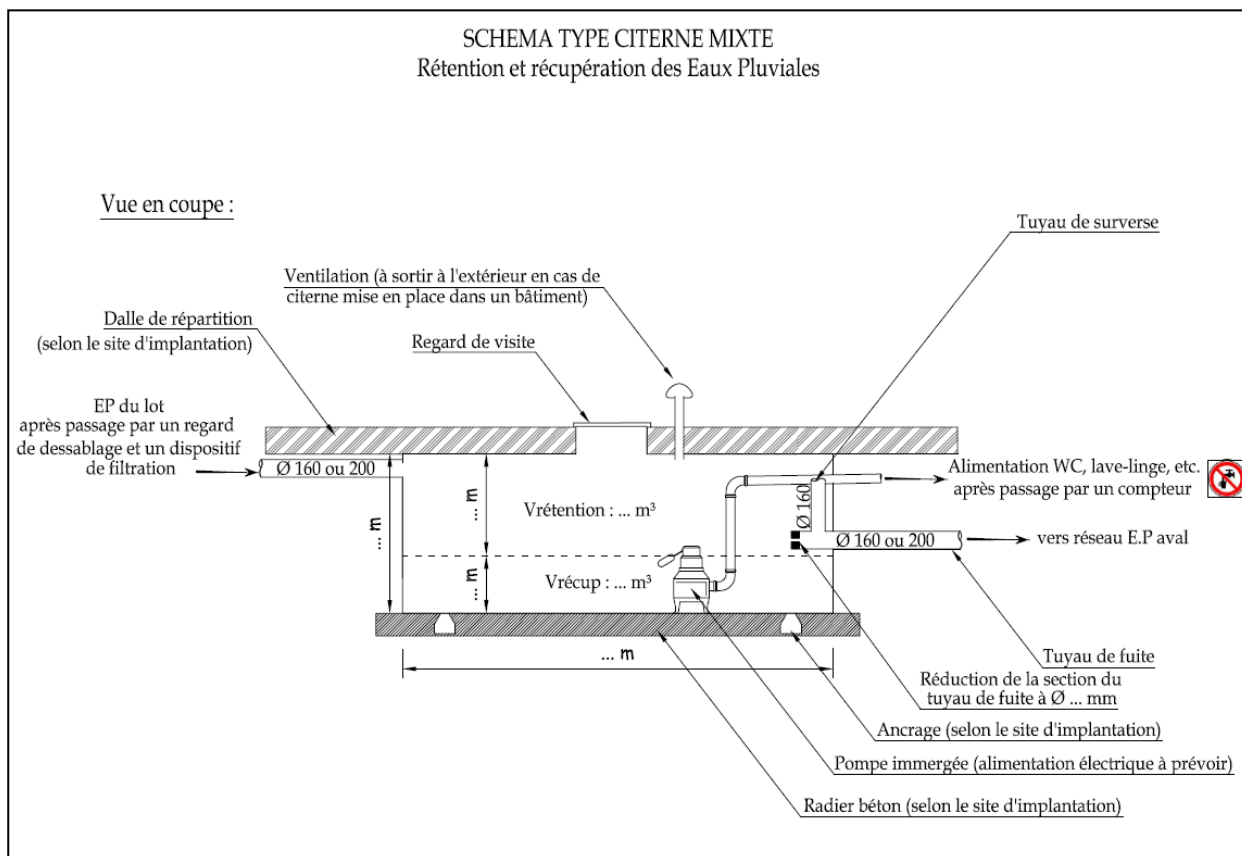 SCHEMA TYPE CITERNE MIXTE
Rétention et récupération des Eaux Pluviales
Vue en coupe :
Tuyau de surverse
Ventilation (à sortir à l'extérieur en cas de
citerne mise en place dans un bâtiment)
Dalle de répartition
(selon le site d'implantation)
Regard de visite
EP du lot
après passage par un regard
de dessablage et un dispositif
de filtration
Ø 160 ou 200
... m
... m
Vrétention : ... m³
Ø 160
Alimentation WC, lave-linge, etc.
après passage par un compteur
Ø 160 ou 200
vers réseau E.P aval
... m
Vrécup : ... m³
... m
Tuyau de fuite
Réduction de la section du
tuyau de fuite à Ø ... mm
Ancrage (selon le site d'implantation)
Pompe immergée (alimentation électrique à prévoir)
Radier béton (selon le site d'implantation)